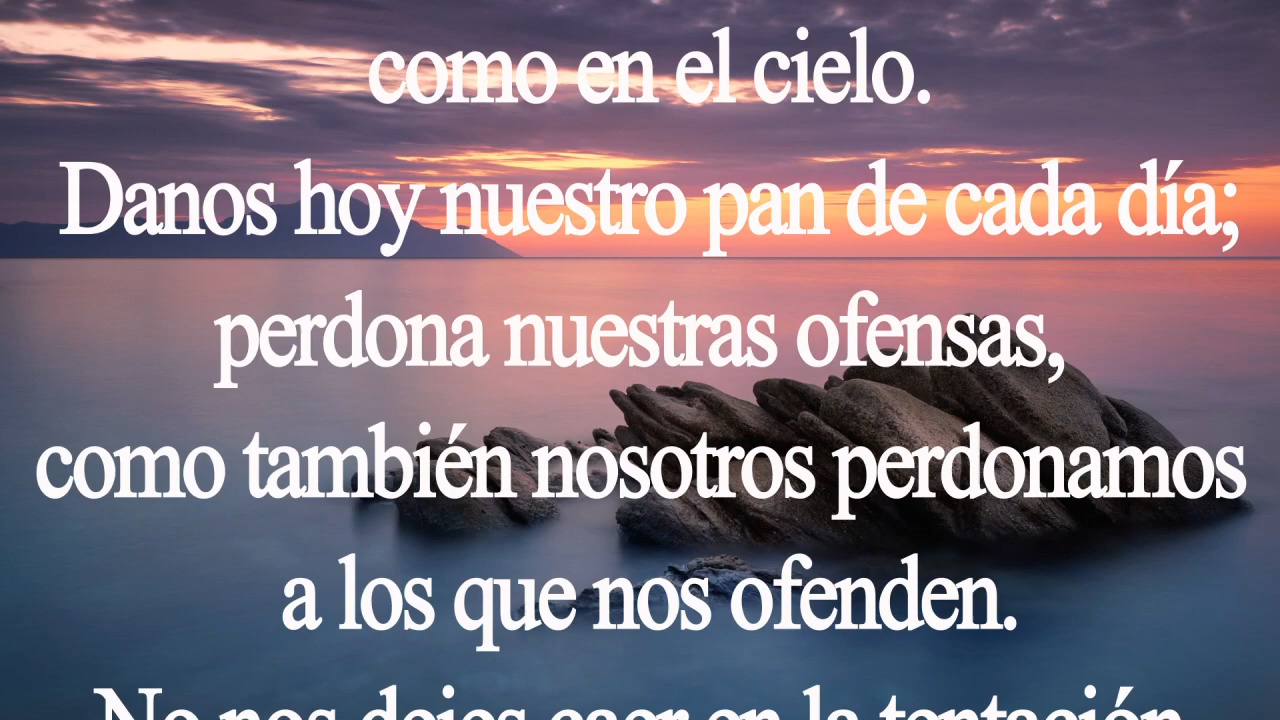 como en el cielo.
Danos hoy nuestro pan de cada día;
perdona nuestras ofensas,
como también nosotros perdonamos
a los que nos ofenden.
No nos dejes caer en la tentación